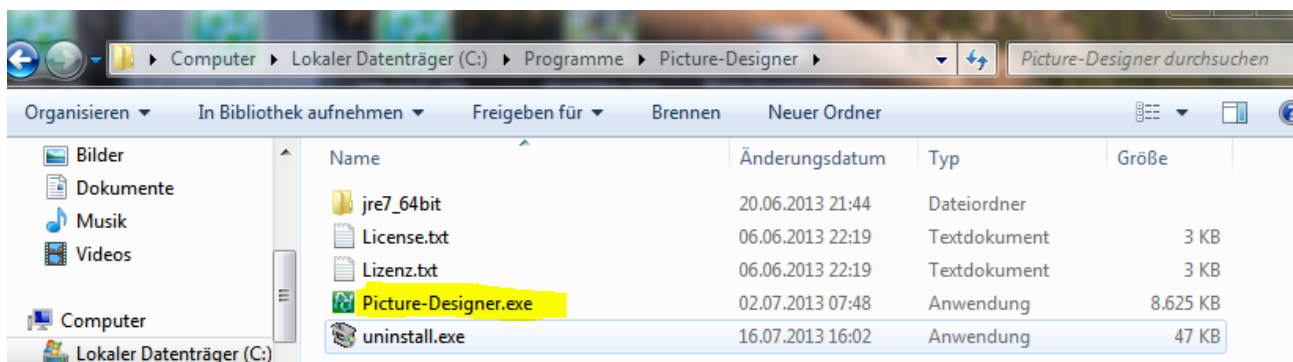 Computer Lokaler Datenträger (C:) Programme Picture-Designer Picture-Designer durchsuchen
Organisieren In Bibliothek aufnehmen Freigeben für Brennen Neuer Ordner
Bilder
Dokumente
Musik
Videos
Computer
Lokaler Datenträger (C:)
Name Änderungsdatum Typ Größe
jre7_64bit 20.06.2013 21:44 Dateiordner
License.txt 06.06.2013 22:19 Textdokument 3 KB
Lizenz.txt 06.06.2013 22:19 Textdokument 3 KB
Picture-Designer.exe 02.07.2013 07:48 Anwendung 8.625 KB
uninstall.exe 16.07.2013 16:02 Anwendung 47 KB